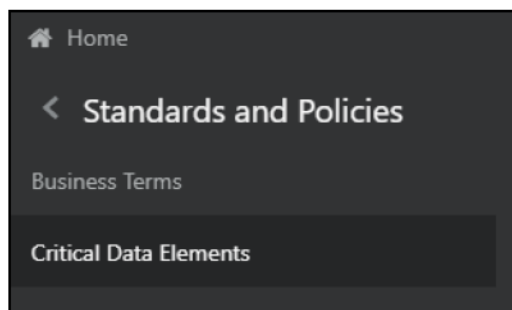 Home
Standards and Policies
Business Terms
Critical Data Elements